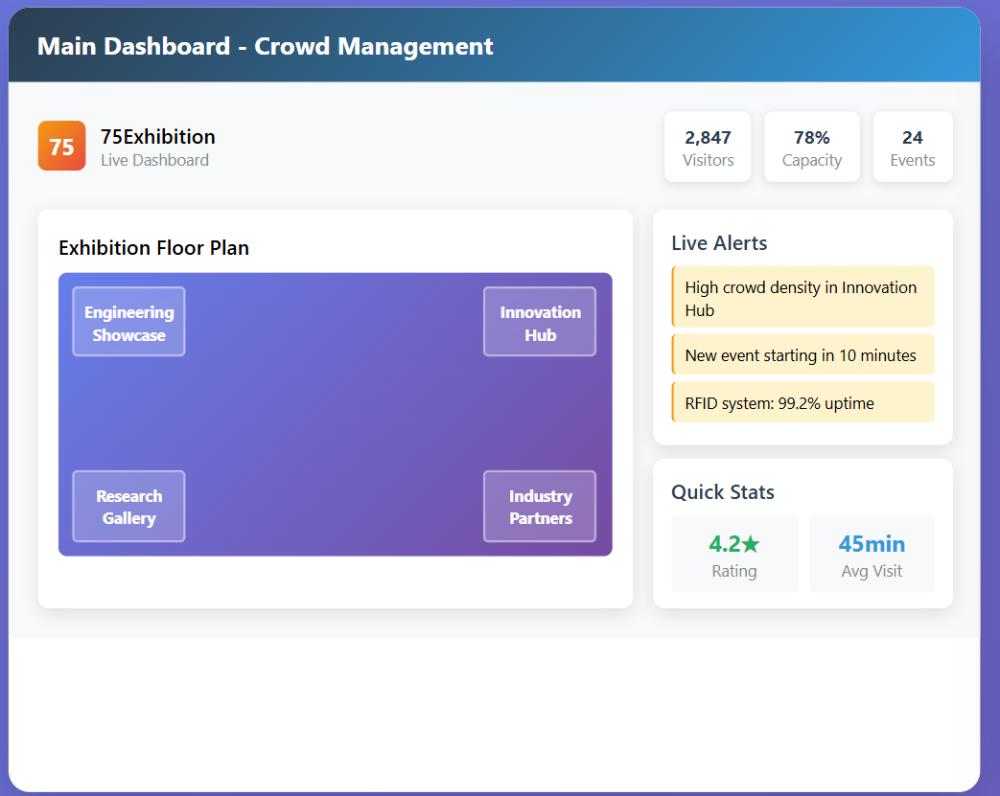 Main Dashboard - Crowd Management
75
75Exhibition
Live Dashboard
2,847
Visitors
78%
Capacity
24
Events
Exhibition Floor Plan
Engineering
Showcase
Innovation
Hub
Research
Gallery
Industry
Partners
Live Alerts
High crowd density in Innovation
Hub
New event starting in 10 minutes
RFID system: 99.2% uptime
Quick Stats
4.2★
Rating
45min
Avg Visit